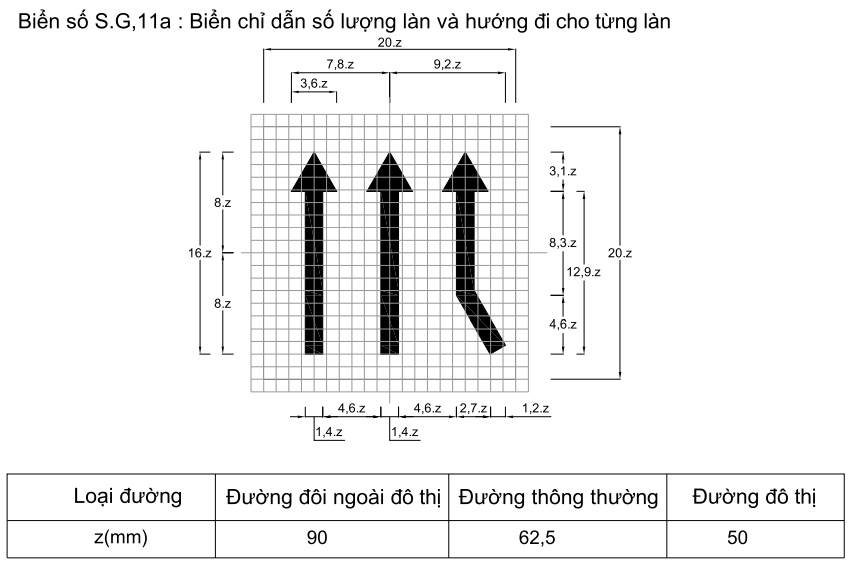 Biển số S.G,11a : Biển chỉ dẫn số lượng làn và hướng đi cho từng làn
20.z
7,8.z 9,2.z
3,6.z
3,1.z
8.z
8,3.z
16.z 20.z
12,9.z
8.z
4,6.z
4,6.z 4,6.z 2,7.z 1,2.z
1,4.z 1,4.z
Loại đường Đường đôi ngoài đô thị Đường thông thường Đường đô thị
z(mm) 90 62,5 50